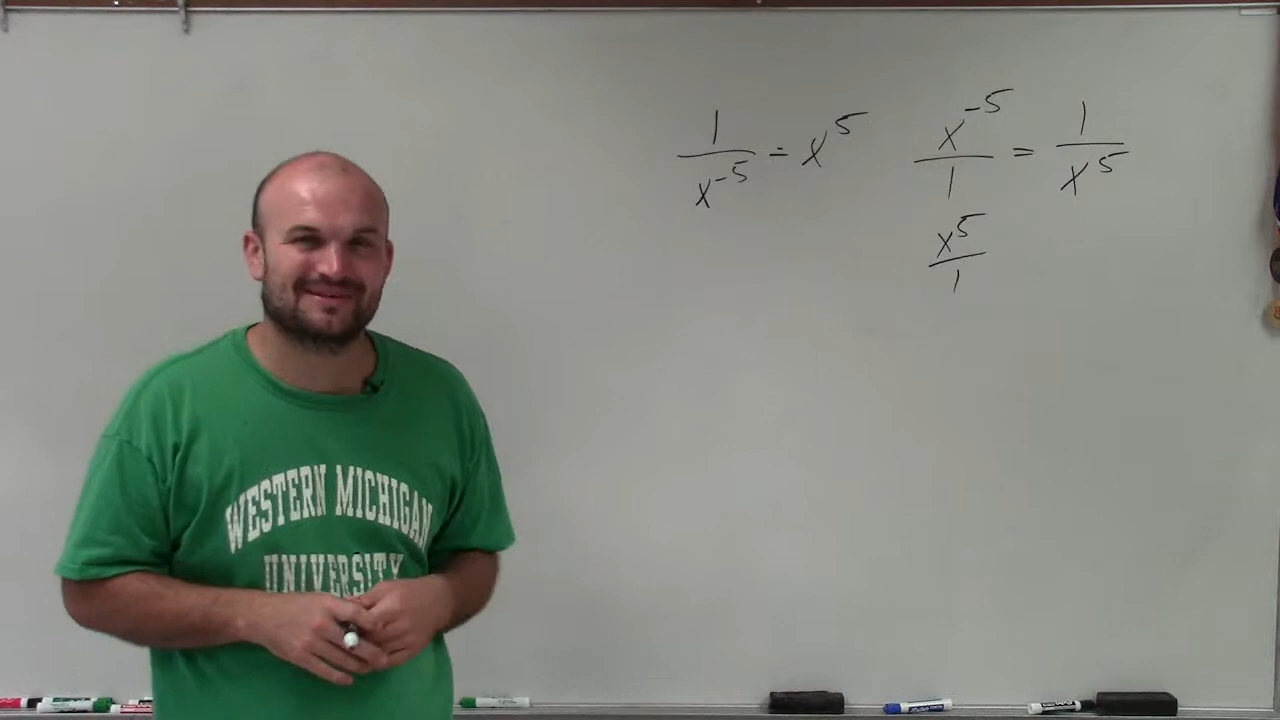 1/x^-5 = x^5
x^-5/1 = 1/x^5
x^5/1
WESTERN MICHIGAN
UNIVERSITY